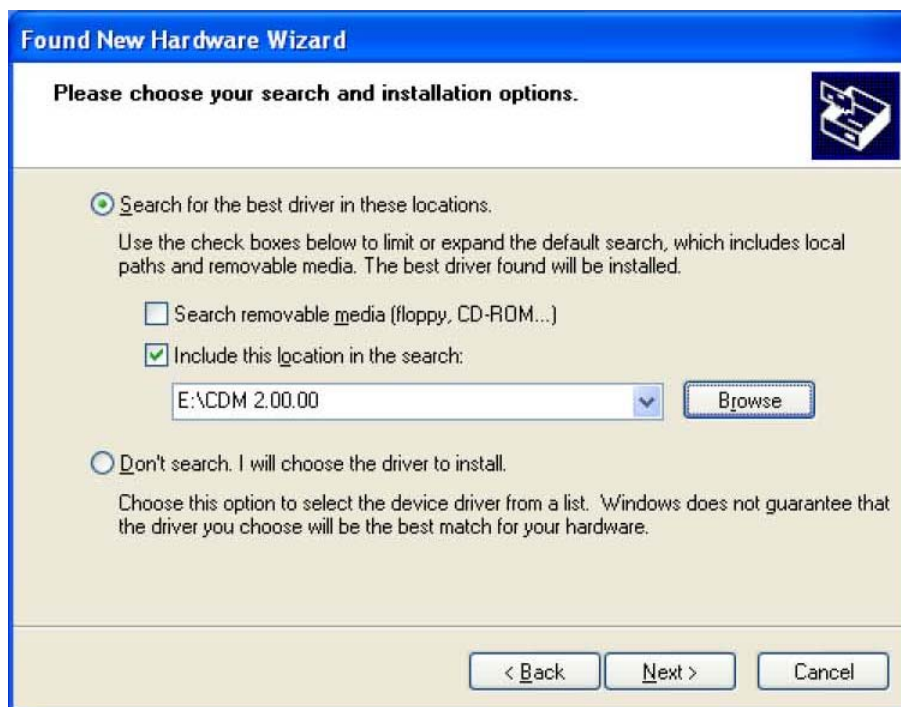 Found New Hardware Wizard
Please choose your search and installation options.
Search for the best driver in these locations.
Use the check boxes below to limit or expand the default search, which includes local
paths and removable media. The best driver found will be installed.
Search removable media (floppy, CD-ROM...)
Include this location in the search:
E:\CDM 2.00.00
Browse
Don't search. I will choose the driver to install.
Choose this option to select the device driver from a list. Windows does not guarantee that
the driver you choose will be the best match for your hardware.
< Back
Next >
Cancel